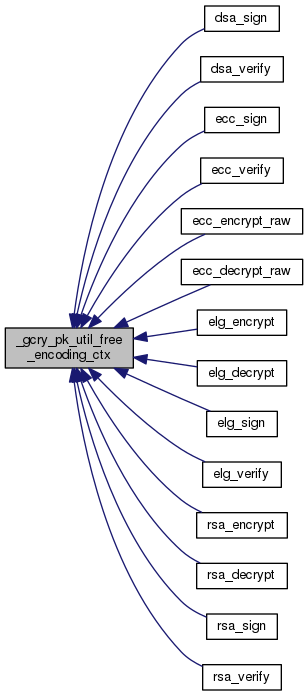 dsa_sign
dsa_verify
ecc_sign
ecc_verify
ecc_encrypt_raw
ecc_decrypt_raw
_gcry_pk_util_free
_encoding_ctx
elg_encrypt
elg_decrypt
elg_sign
elg_verify
rsa_encrypt
rsa_decrypt
rsa_sign
rsa_verify